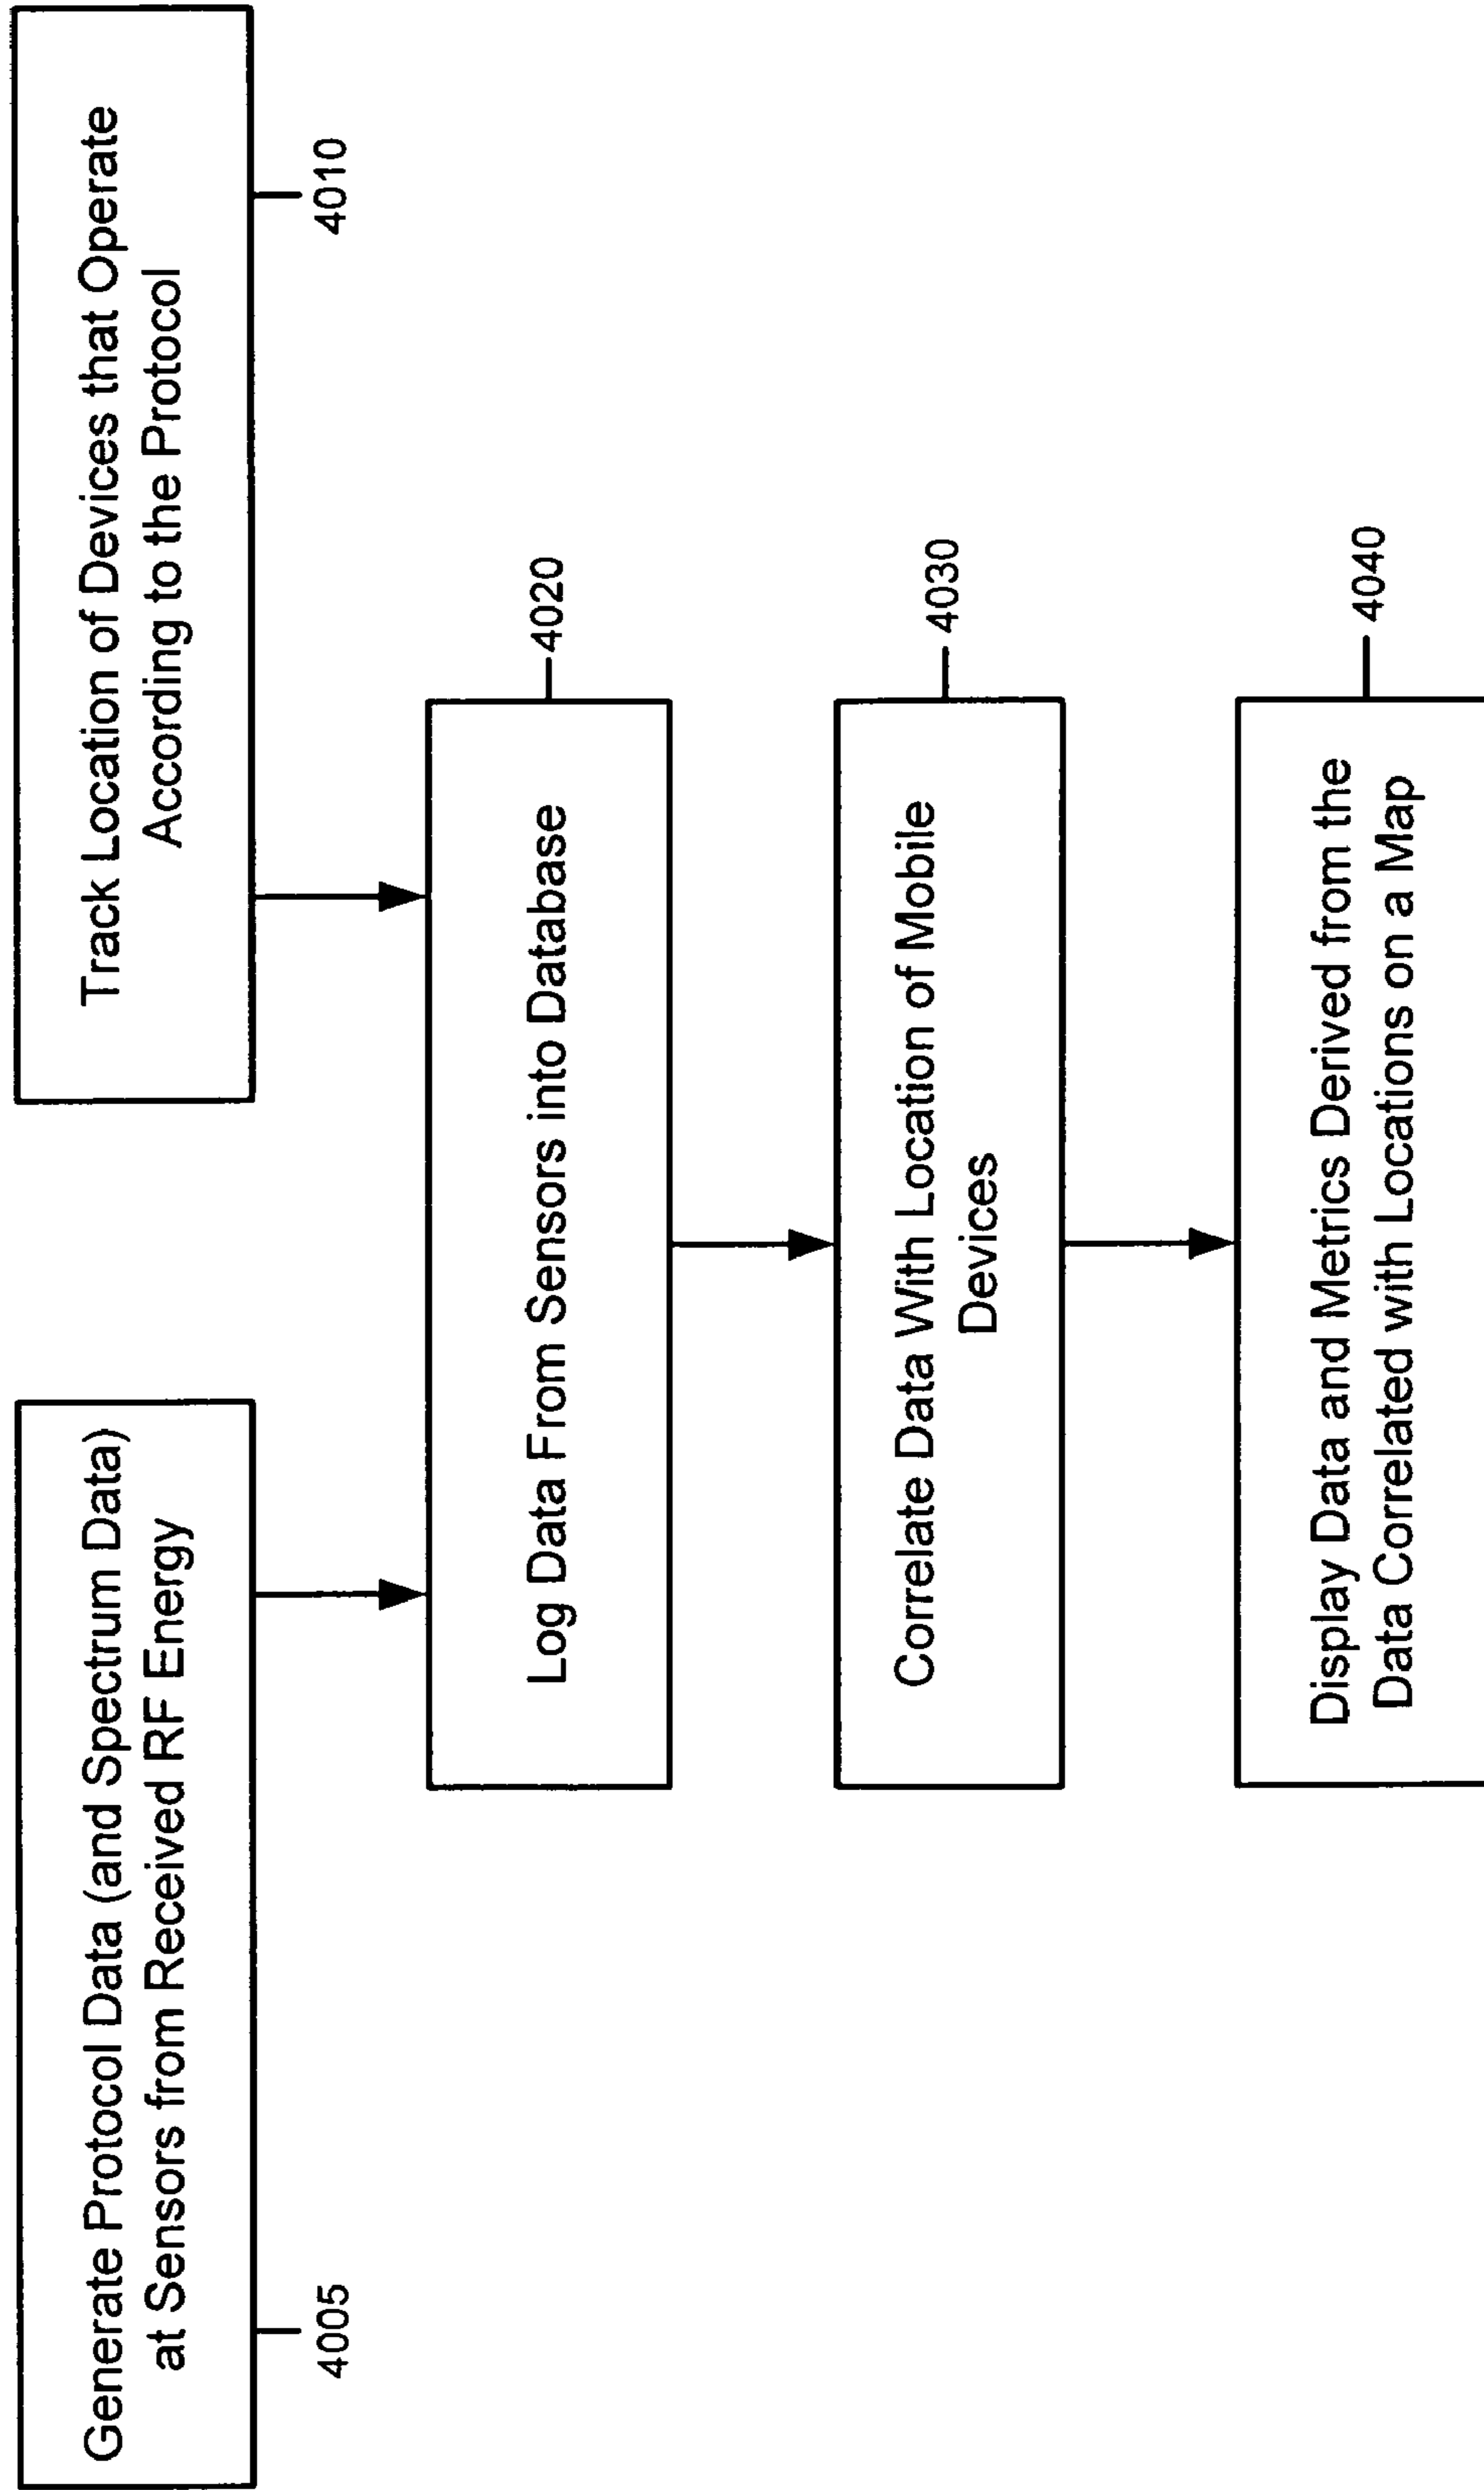 Generate Protocol Data (and Spectrum Data)
at Sensors from Received RF Energy
4005
Track Location of Devices that Operate
According to the Protocol
4010
Log Data From Sensors into Database
4020
Correlate Data With Location of Mobile
Devices
4030
Display Data and Metrics Derived from the
Data Correlated with Locations on a Map
4040